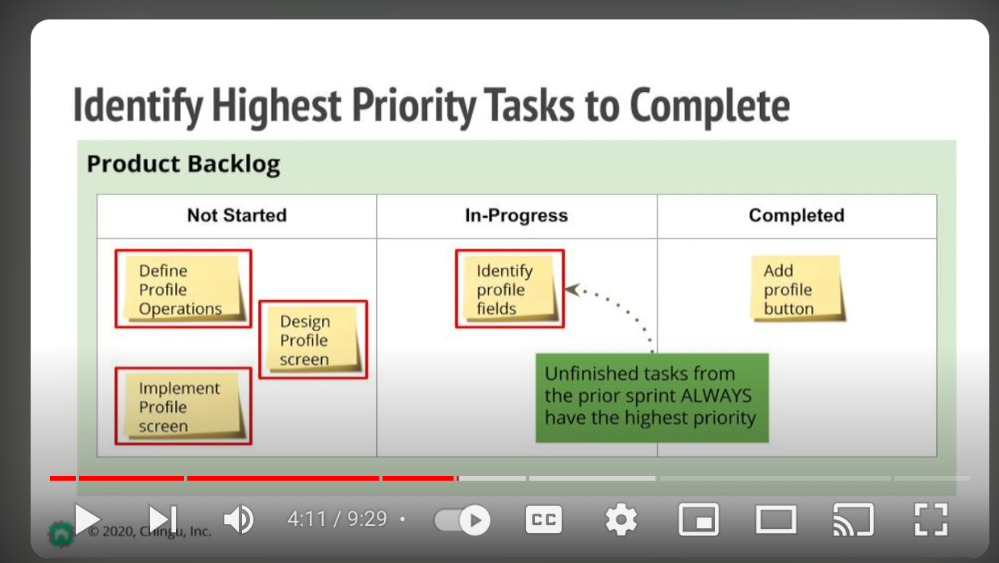 Identify Highest Priority Tasks to Complete
Product Backlog
Not Started
In-Progress
Completed
Define
Profile
Operations
Design
Profile
screen
Implement
Profile
screen
Identify
profile
fields
Add
profile
button
Unfinished tasks from
the prior sprint ALWAYS
have the highest priority
4:11 / 9:29 •
CC
© 2020, Chingu, Inc.